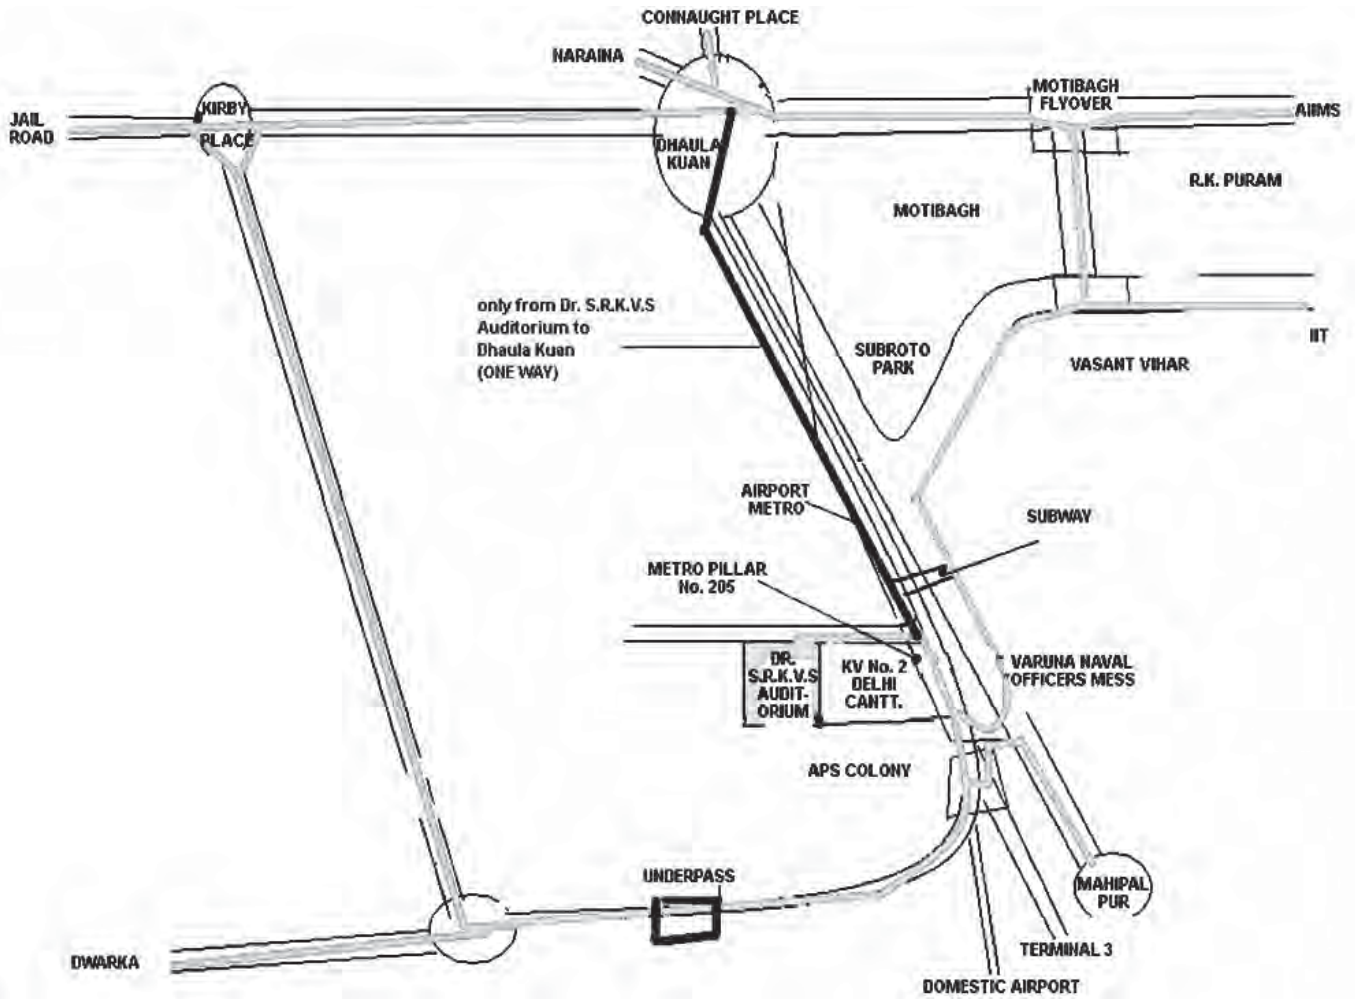 CONNAUGHT PLACE
NARAINA
MOTIBAGH
FLYOVER
KIRBY
PLACE
JAIL
ROAD
AIIMS
DHAULA
KUAN
R.K. PURAM
MOTIBAGH
only from Dr. S.R.K.V.S
Auditorium to
Dhaula Kuan
(ONE WAY)
SUBROTO
PARK
IIT
VASANT VIHAR
AIRPORT
METRO
SUBWAY
METRO PILLAR
No. 205
DR.
S.R.K.V.S
AUDIT-
ORIUM
KV No. 2
DELHI
CANTT.
VARUNA NAVAL
OFFICERS MESS
APS COLONY
UNDERPASS
MAHIPAL
PUR
TERMINAL 3
DWARKA
DOMESTIC AIRPORT